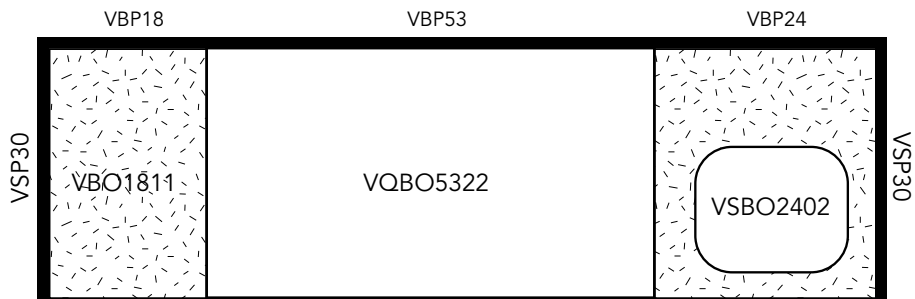 VBP18
VBP53
VBP24
VSP30
VBO1811
VQBO5322
VSBO2402
VSP30